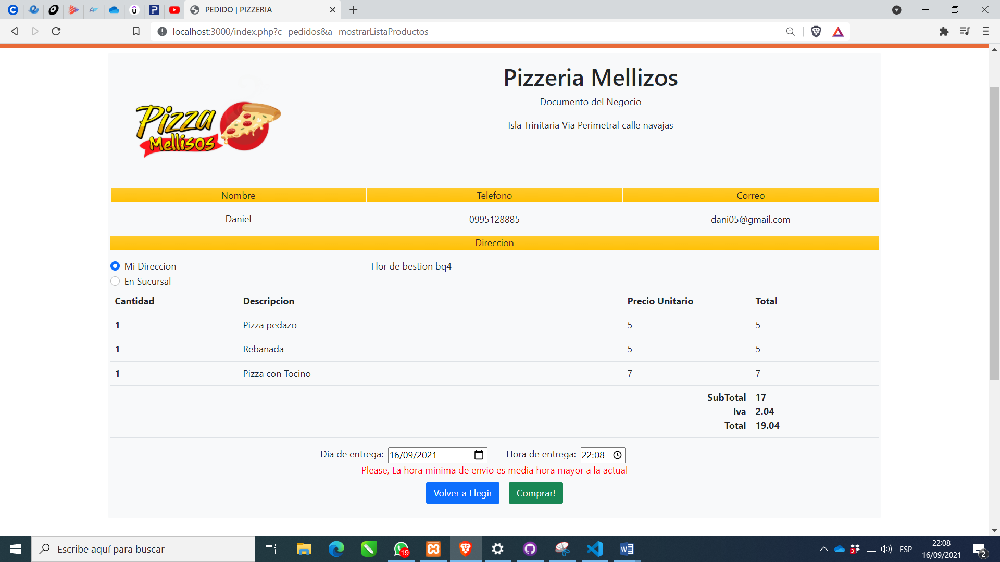 PEDIDO | PIZZERIA
localhost:3000/index.php?c=pedidos&a=mostrarListaProductos
Pizzeria Mellizos
Documento del Negocio
Isla Trinitaria Via Perimetral calle navajas
Pizza
Mellisos
Nombre Telefono Correo
Daniel 0995128885 dani05@gmail.com
Direccion
Mi Direccion Flor de bestion bq4
En Sucursal
Cantidad Descripcion Precio Unitario Total
1 Pizza pedazo 5 5
1 Rebanada 5 5
1 Pizza con Tocino 7 7
SubTotal 17
Iva 2.04
Total 19.04
Dia de entrega: 16/09/2021 Hora de entrega: 22:08
Please, La hora minima de envio es media hora mayor a la actual
Volver a Elegir Comprar!
Escribe aquí para buscar
19
3
ESP
22:08
16/09/2021
2